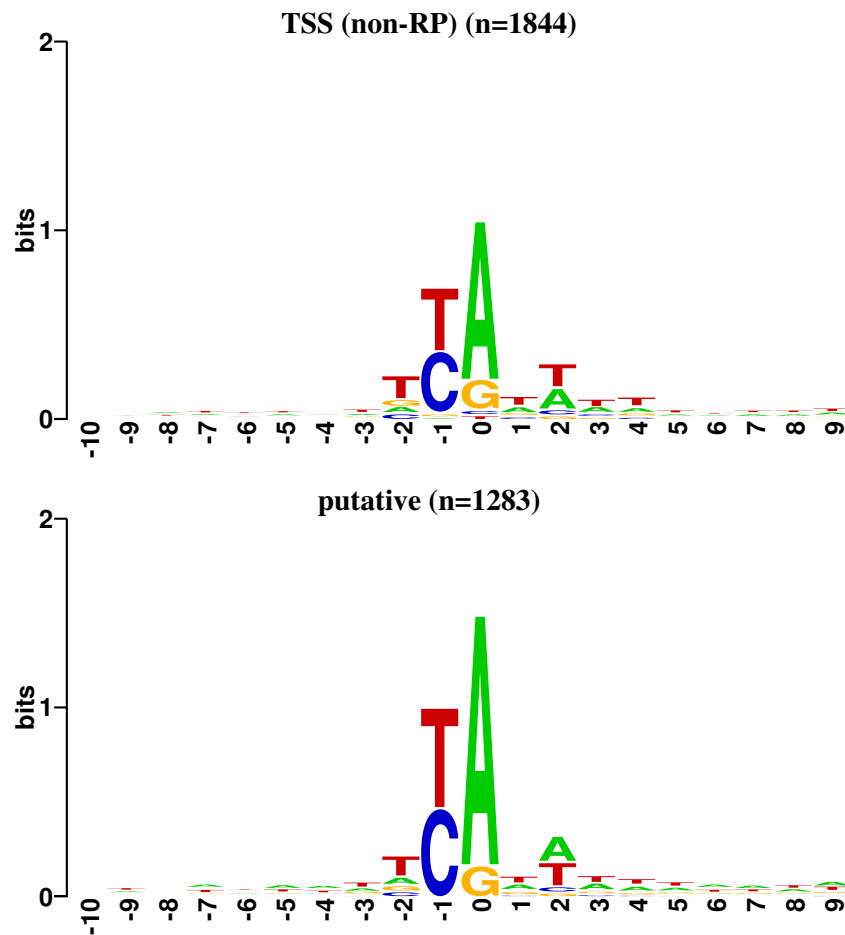 TSS (non-RP) (n=1844)
2
1
0
bits
-10 -9 -8 -7 -6 -5 -4 -3 -2 -1 0 1 2 3 4 5 6 7 8 9
T G A C
T C
A G
T A
T A
T A
T A
putative (n=1283)
2
1
0
bits
-10 -9 -8 -7 -6 -5 -4 -3 -2 -1 0 1 2 3 4 5 6 7 8 9
T A G C
T C
A G
T A
A T C
T A
T A